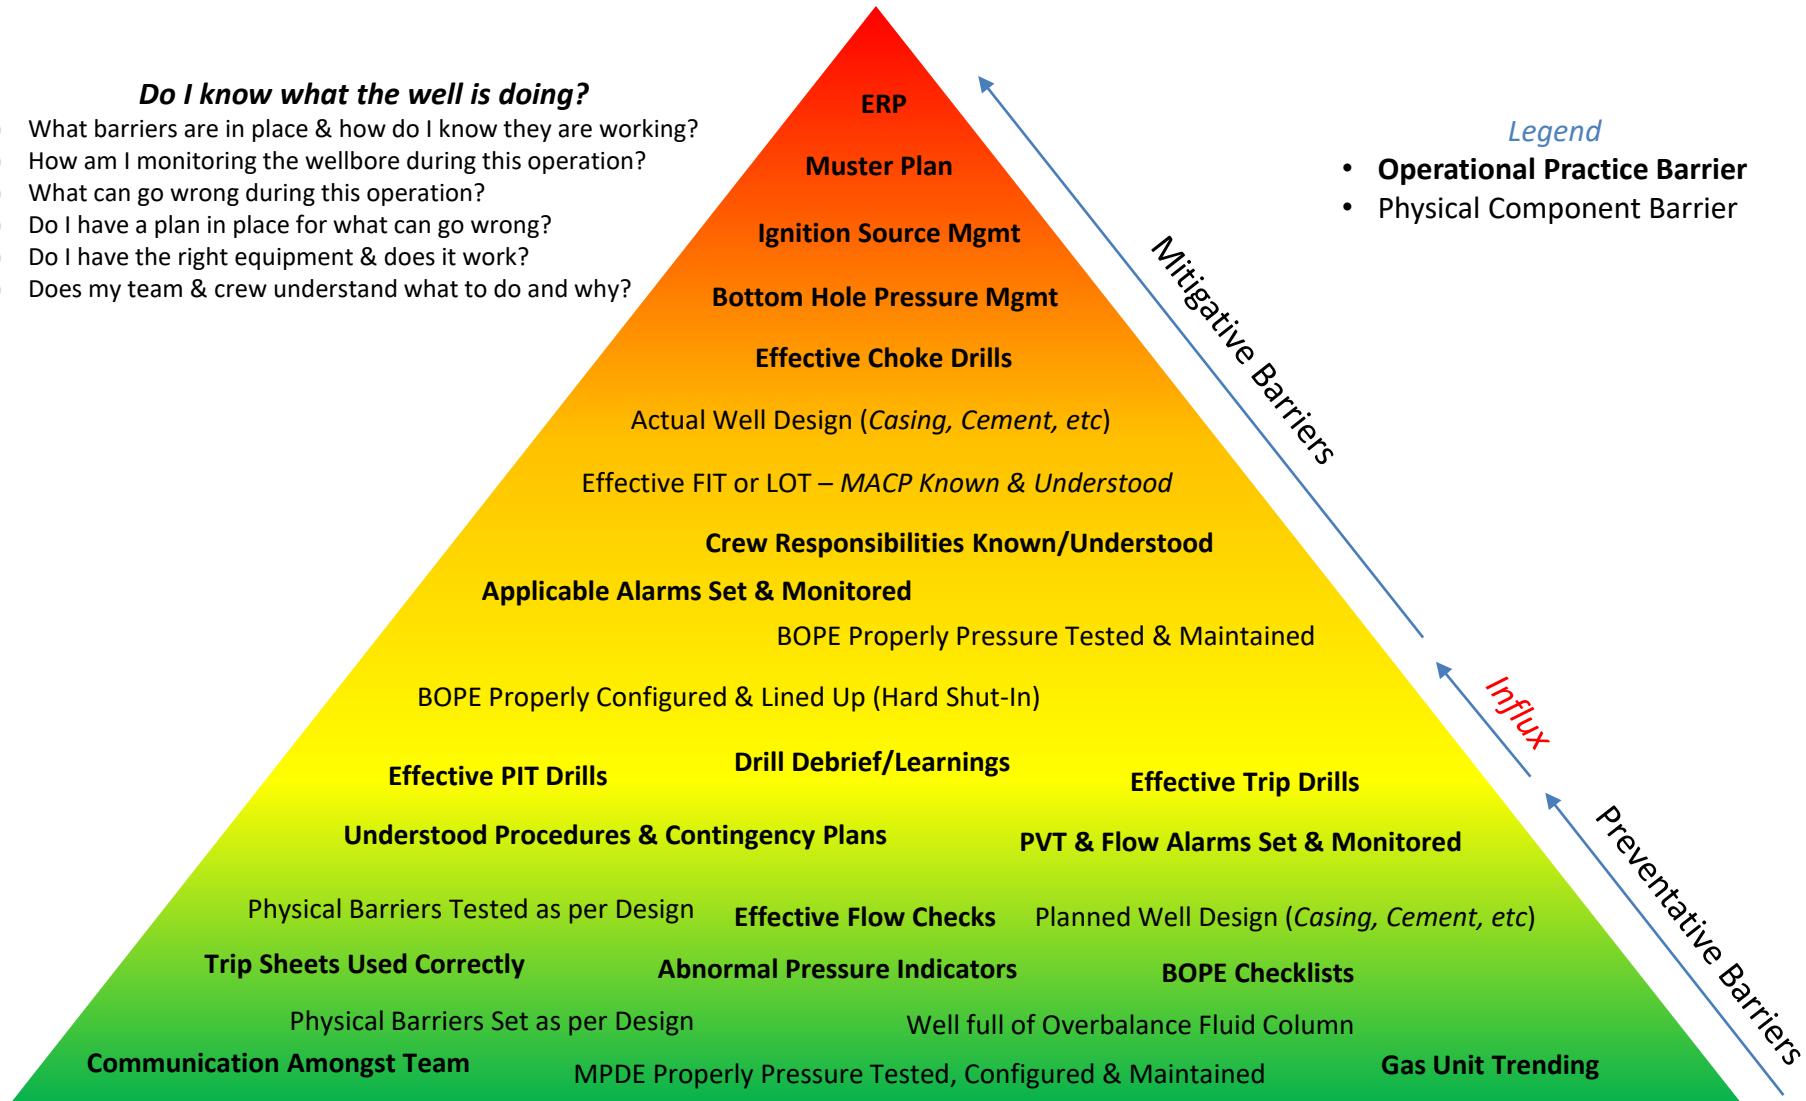 Do I know what the well is doing?
What barriers are in place & how do I know they are working?
How am I monitoring the wellbore during this operation?
What can go wrong during this operation?
Do I have a plan in place for what can go wrong?
Do I have the right equipment & does it work?
Does my team & crew understand what to do and why?
Legend
• Operational Practice Barrier
• Physical Component Barrier
ERP
Muster Plan
Ignition Source Mgmt
Bottom Hole Pressure Mgmt
Effective Choke Drills
Actual Well Design (Casing, Cement, etc)
Effective FIT or LOT – MACP Known & Understood
Crew Responsibilities Known/Understood
Applicable Alarms Set & Monitored
BOPE Properly Pressure Tested & Maintained
BOPE Properly Configured & Lined Up (Hard Shut-In)
Effective PIT Drills
Drill Debrief/Learnings
Effective Trip Drills
Understood Procedures & Contingency Plans
PVT & Flow Alarms Set & Monitored
Physical Barriers Tested as per Design
Effective Flow Checks
Planned Well Design (Casing, Cement, etc)
Trip Sheets Used Correctly
Abnormal Pressure Indicators
BOPE Checklists
Physical Barriers Set as per Design
Well full of Overbalance Fluid Column
Communication Amongst Team
MPDE Properly Pressure Tested, Configured & Maintained
Gas Unit Trending
Mitigative Barriers
Influx
Preventative Barriers